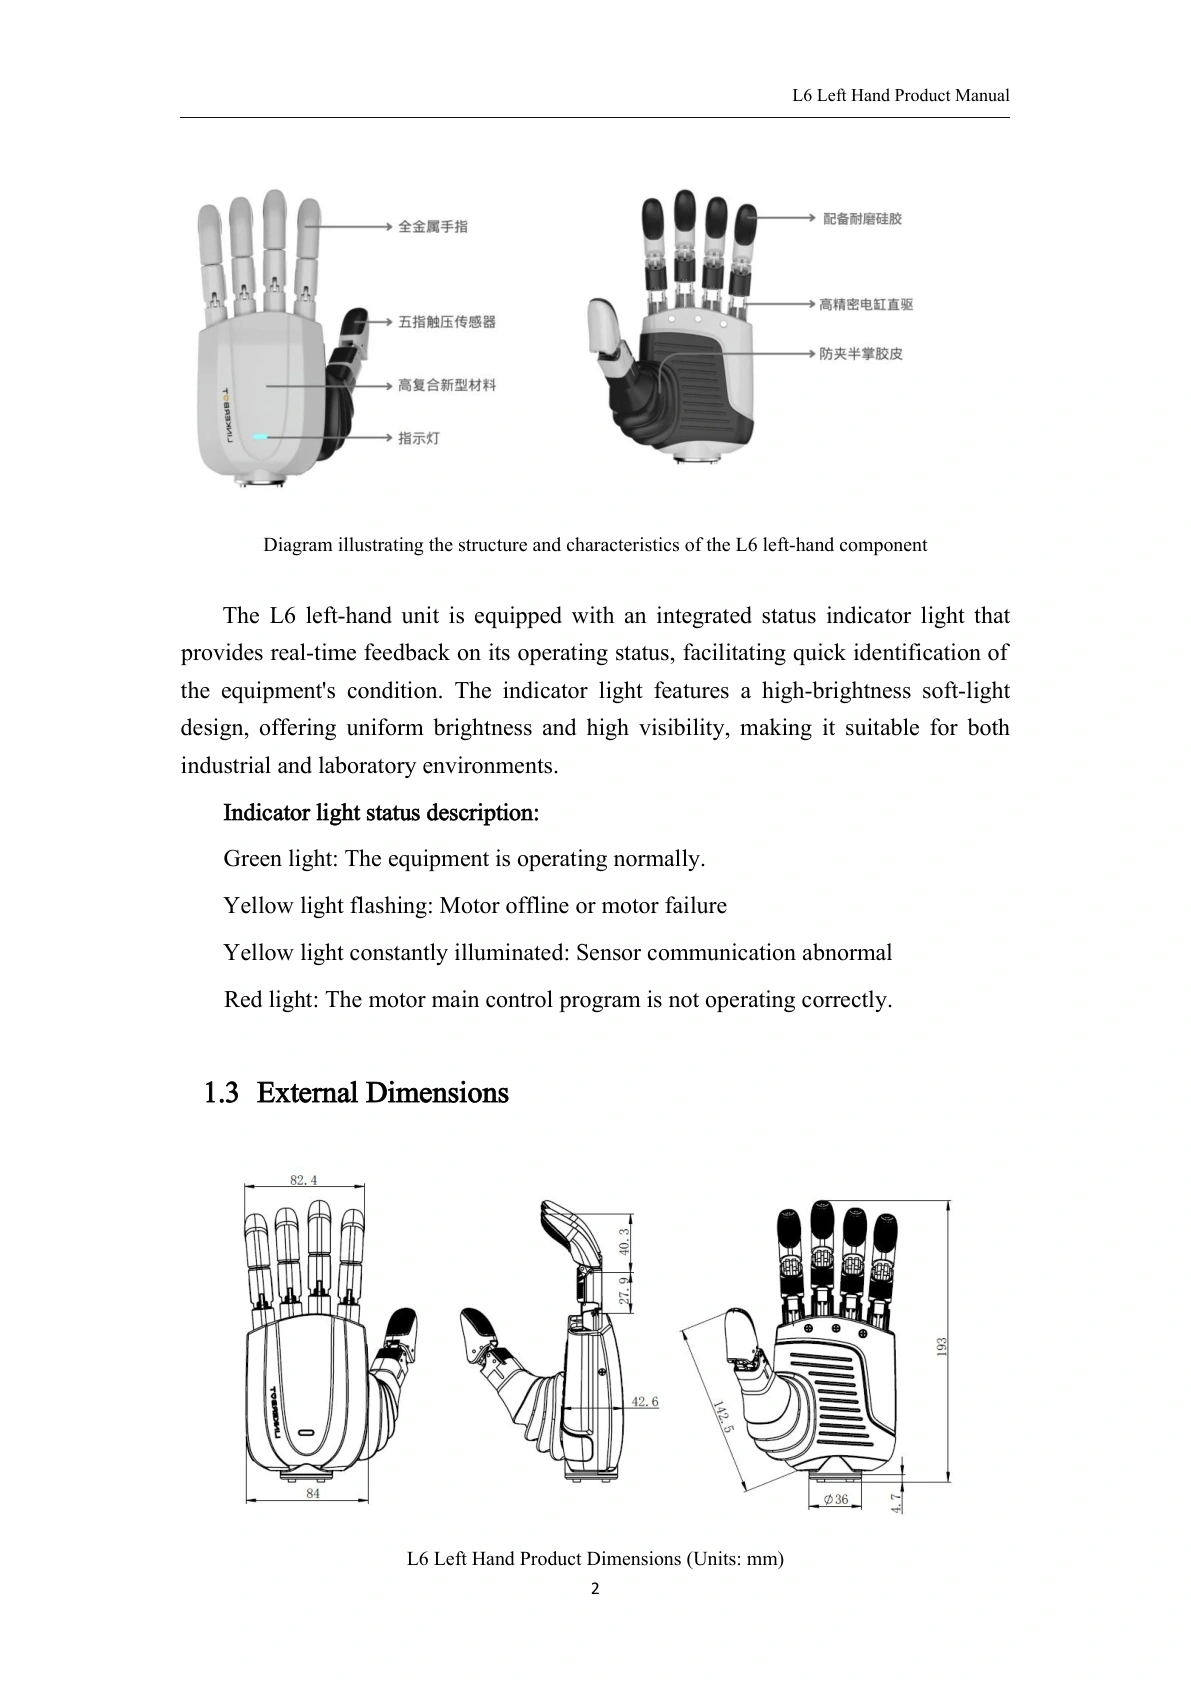 L6 Left Hand Product Manual
全金属手指
五指触压传感器
高复合新型材料
指示灯
LINKERBOT
配备耐磨硅胶
高精密电缸直驱
防夹半掌胶皮
Diagram illustrating the structure and characteristics of the L6 left-hand component
The L6 left-hand unit is equipped with an integrated status indicator light that
provides real-time feedback on its operating status, facilitating quick identification of
the equipment's condition. The indicator light features a high-brightness soft-light
design, offering uniform brightness and high visibility, making it suitable for both
industrial and laboratory environments.
Indicator light status description:
Green light: The equipment is operating normally.
Yellow light flashing: Motor offline or motor failure
Yellow light constantly illuminated: Sensor communication abnormal
Red light: The motor main control program is not operating correctly.
1.3 External Dimensions
82.4
LINKERBOT
84
40.3
27.9
42.6
142.5
193
⌀36
4.7
L6 Left Hand Product Dimensions (Units: mm)
2